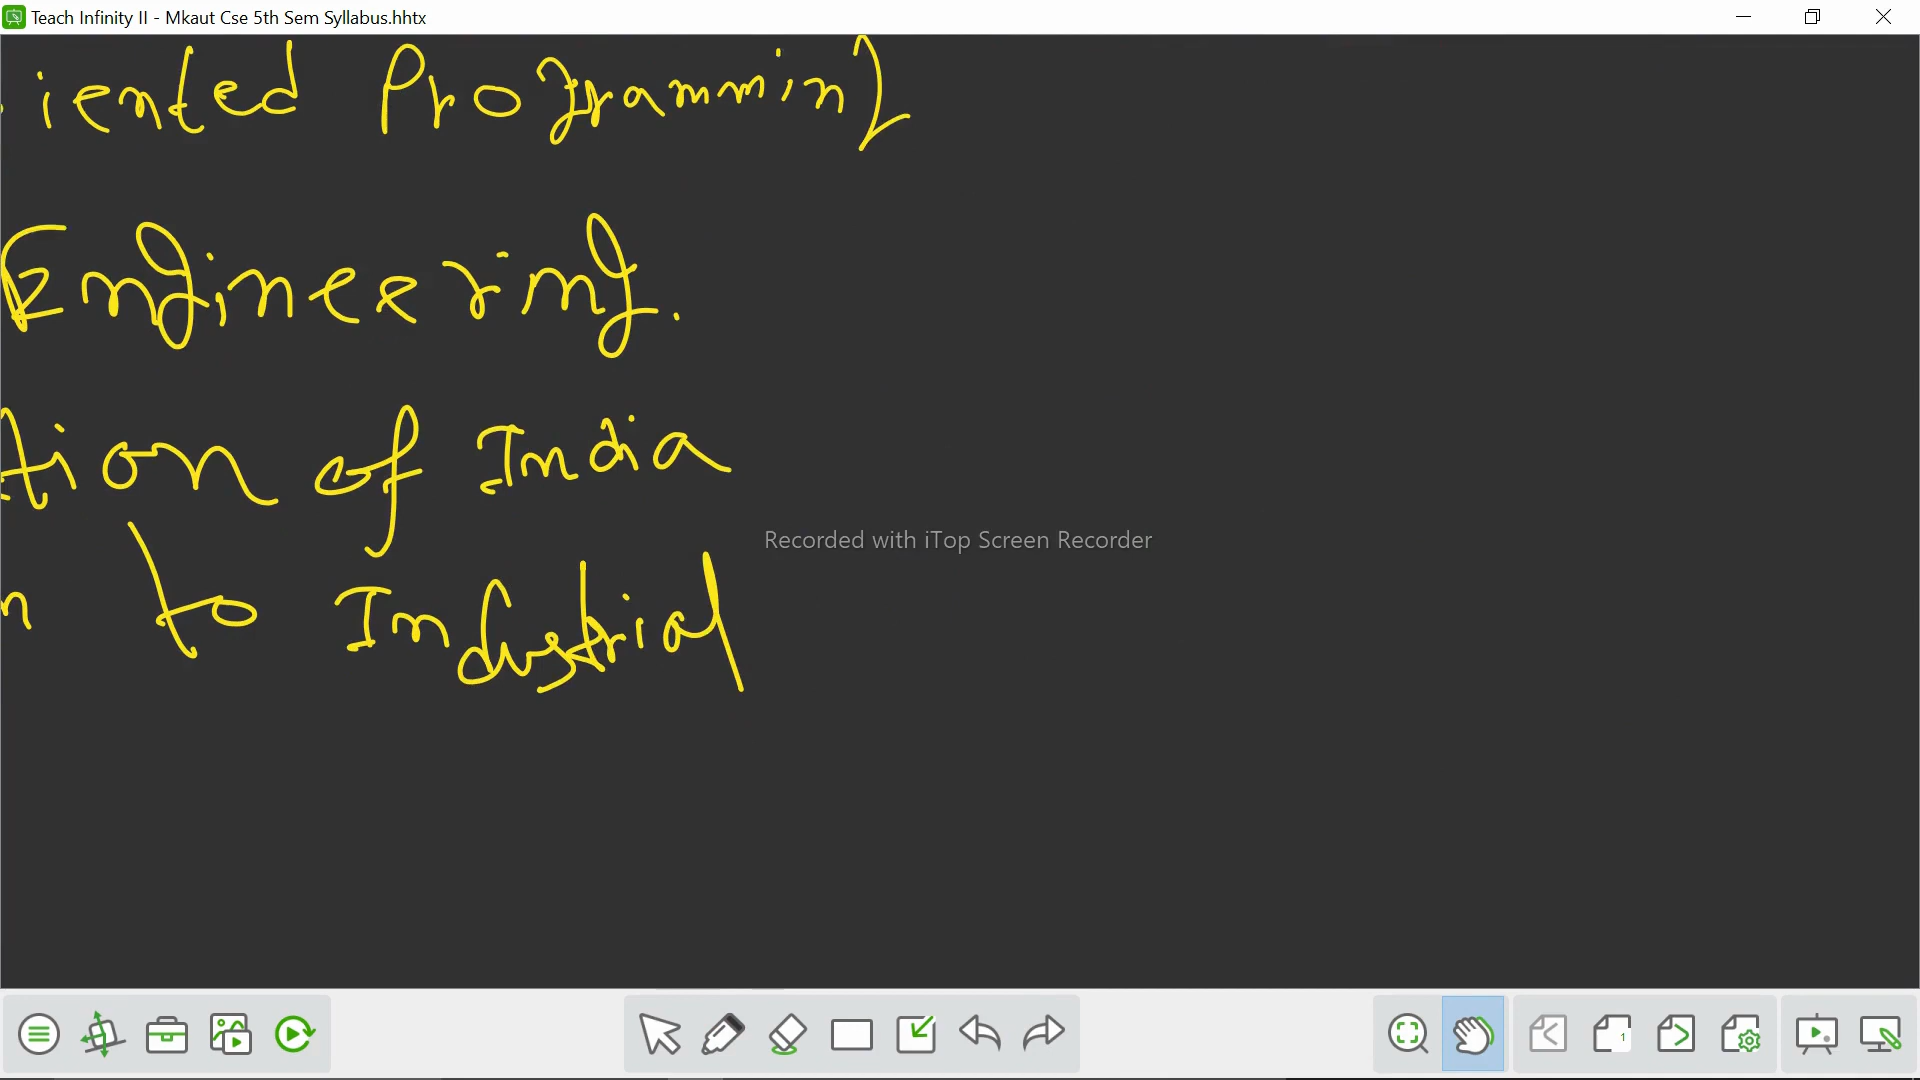 Teach Infinity II - Mkaut Cse 5th Sem Syllabus.hhtx
iented Programming
Engineering.
tion of India
Recorded with iTop Screen Recorder
n to Industrial
1